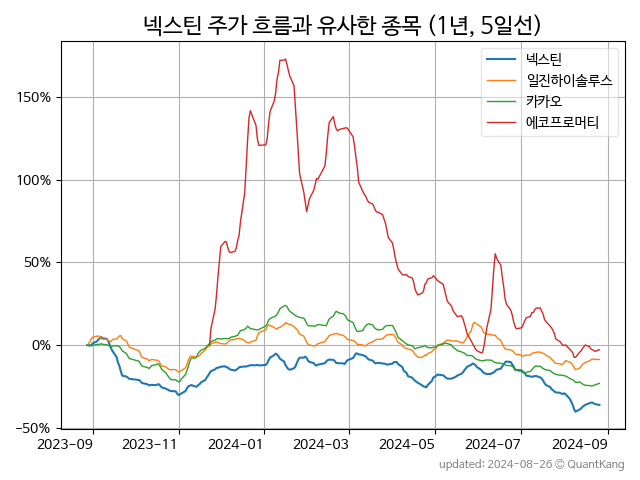 넥스틴 주가 흐름과 유사한 종목 (1년, 5일선)
넥스틴
일진하이솔루스
카카오
에코프로머티
150%
100%
50%
0%
−50%
2023-09 2023-11 2024-01 2024-03 2024-05 2024-07 2024-09
updated: 2024-08-26 © QuantKang